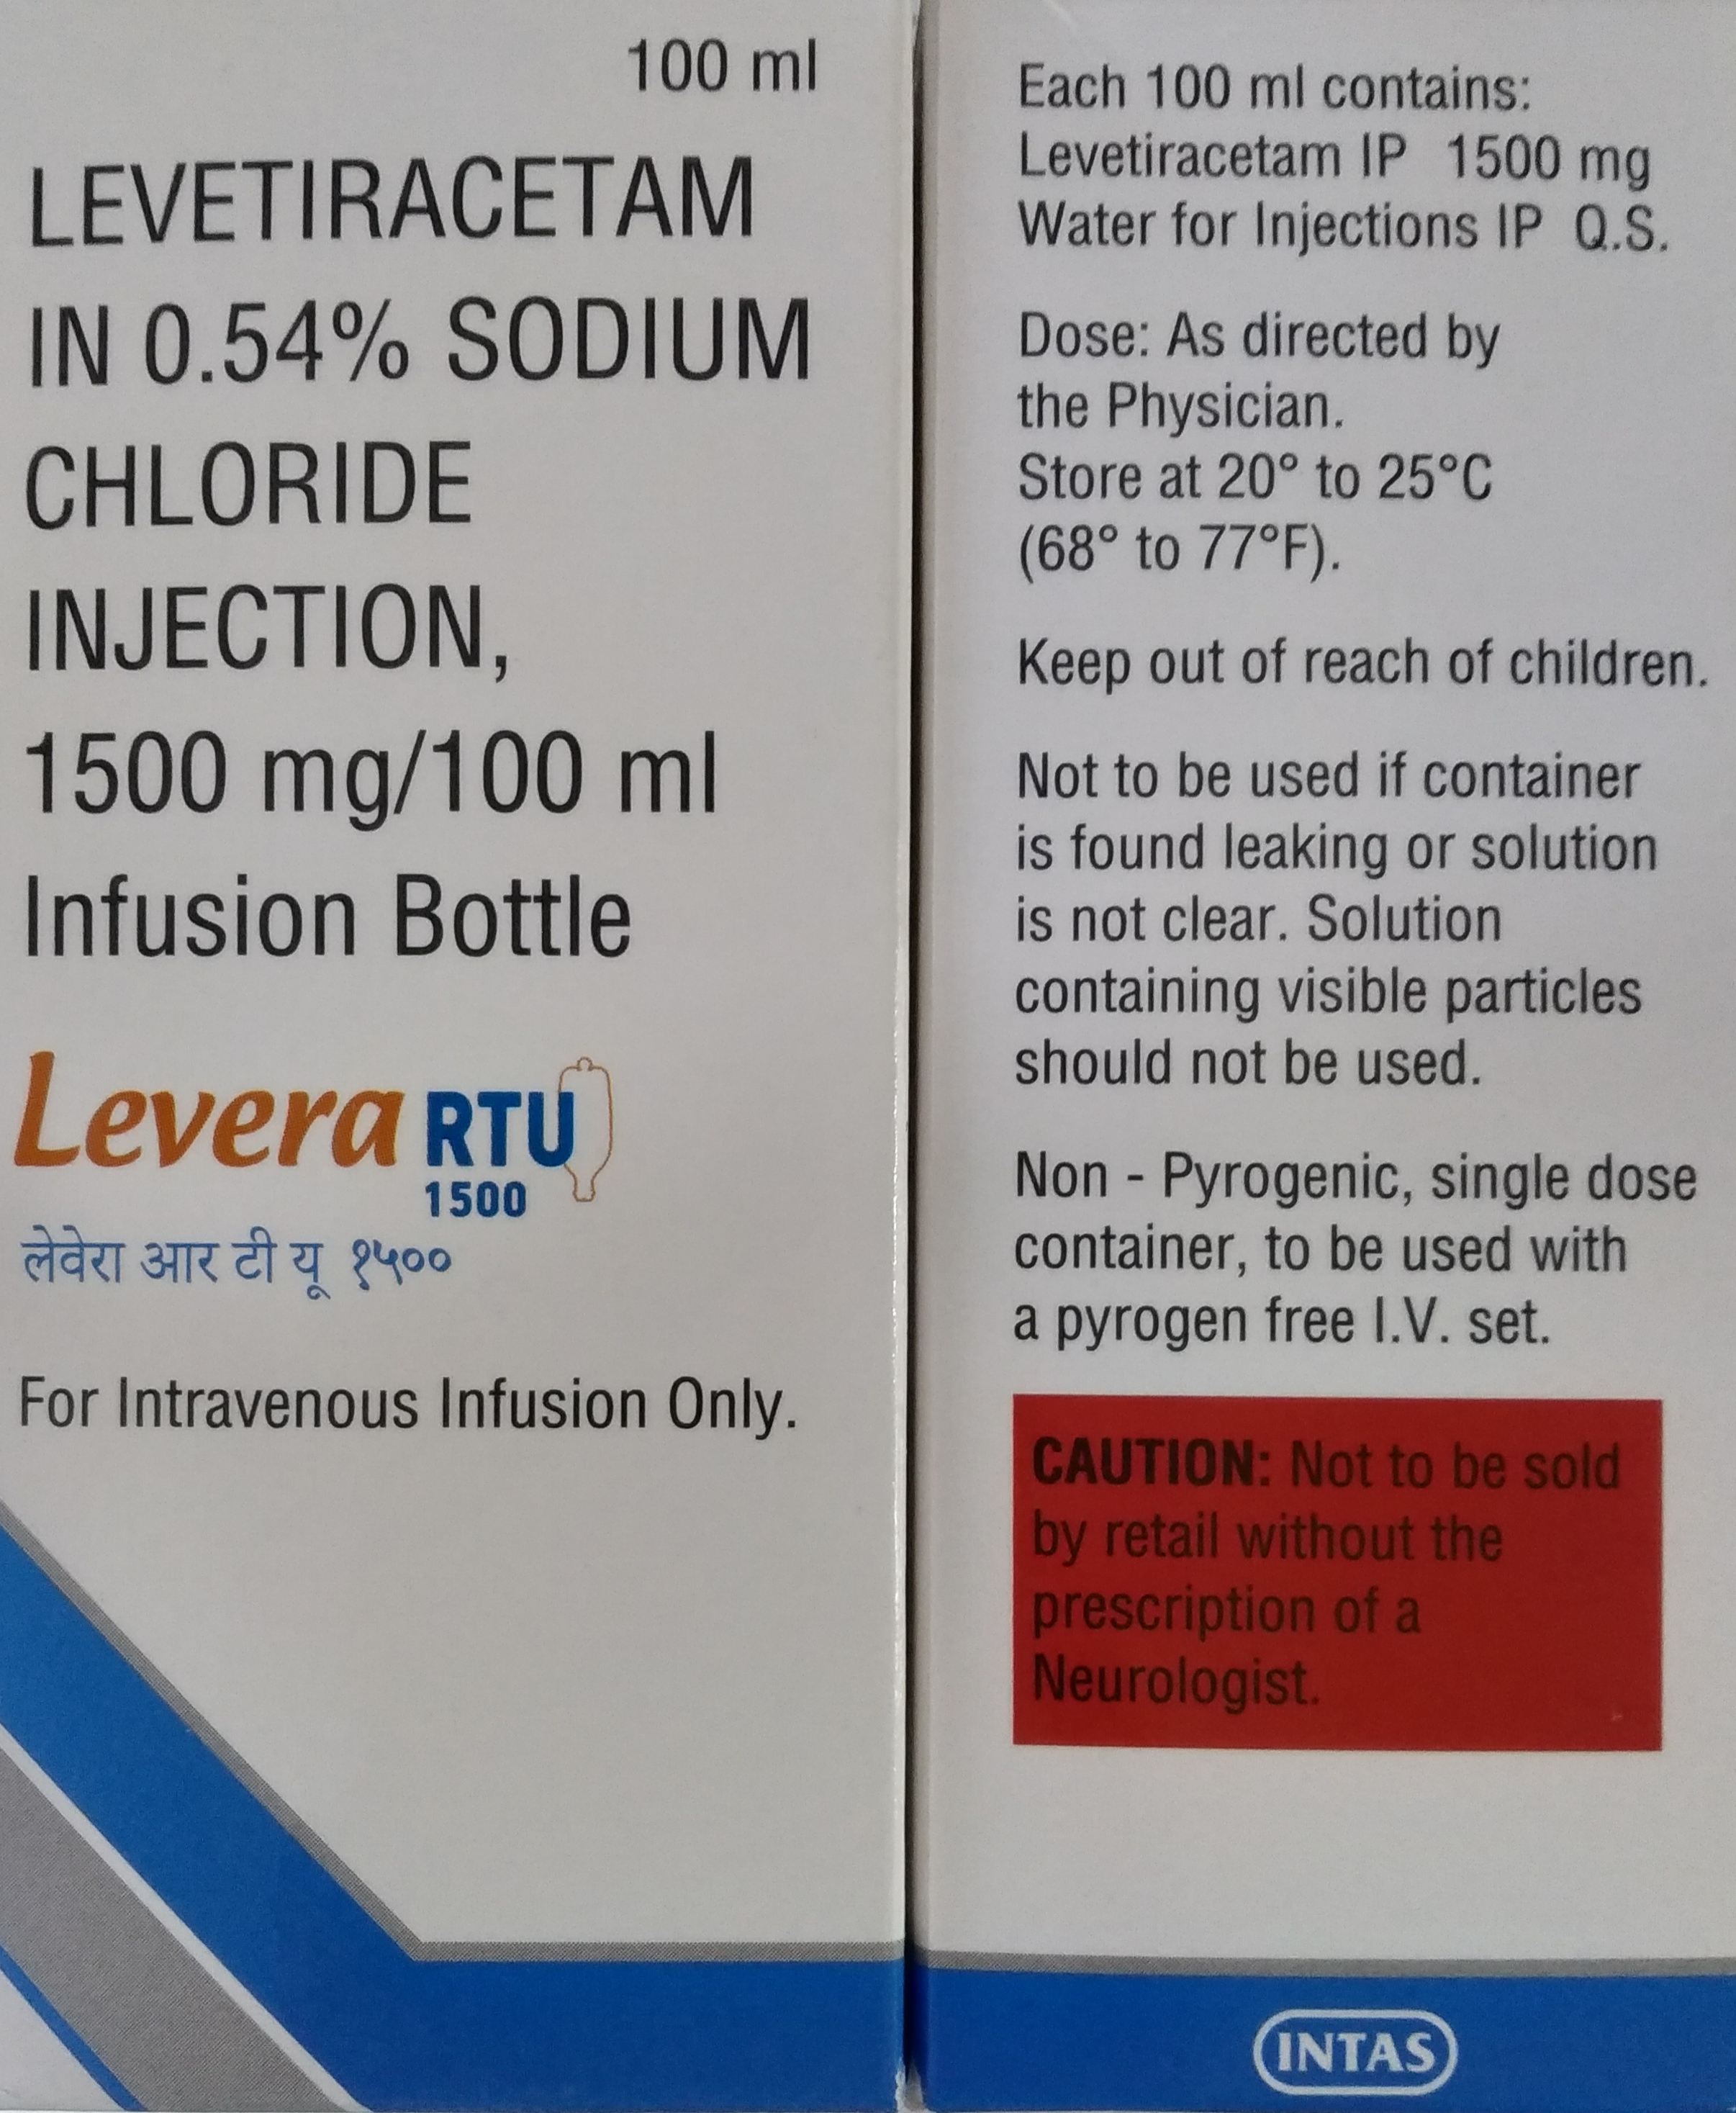 100 ml
LEVETIRACETAM
IN 0.54% SODIUM
CHLORIDE
INJECTION,
1500 mg/100 ml
Infusion Bottle
Levera RTU
1500
लेवेरा आर टी यू १५००
For Intravenous Infusion Only.
Each 100 ml contains:
Levetiracetam IP 1500 mg
Water for Injections IP Q.S.
Dose: As directed by
the Physician.
Store at 20° to 25°C
(68° to 77°F).
Keep out of reach of children.
Not to be used if container
is found leaking or solution
is not clear. Solution
containing visible particles
should not be used.
Non - Pyrogenic, single dose
container, to be used with
a pyrogen free I.V. set.
CAUTION: Not to be sold
by retail without the
prescription of a
Neurologist.
INTAS